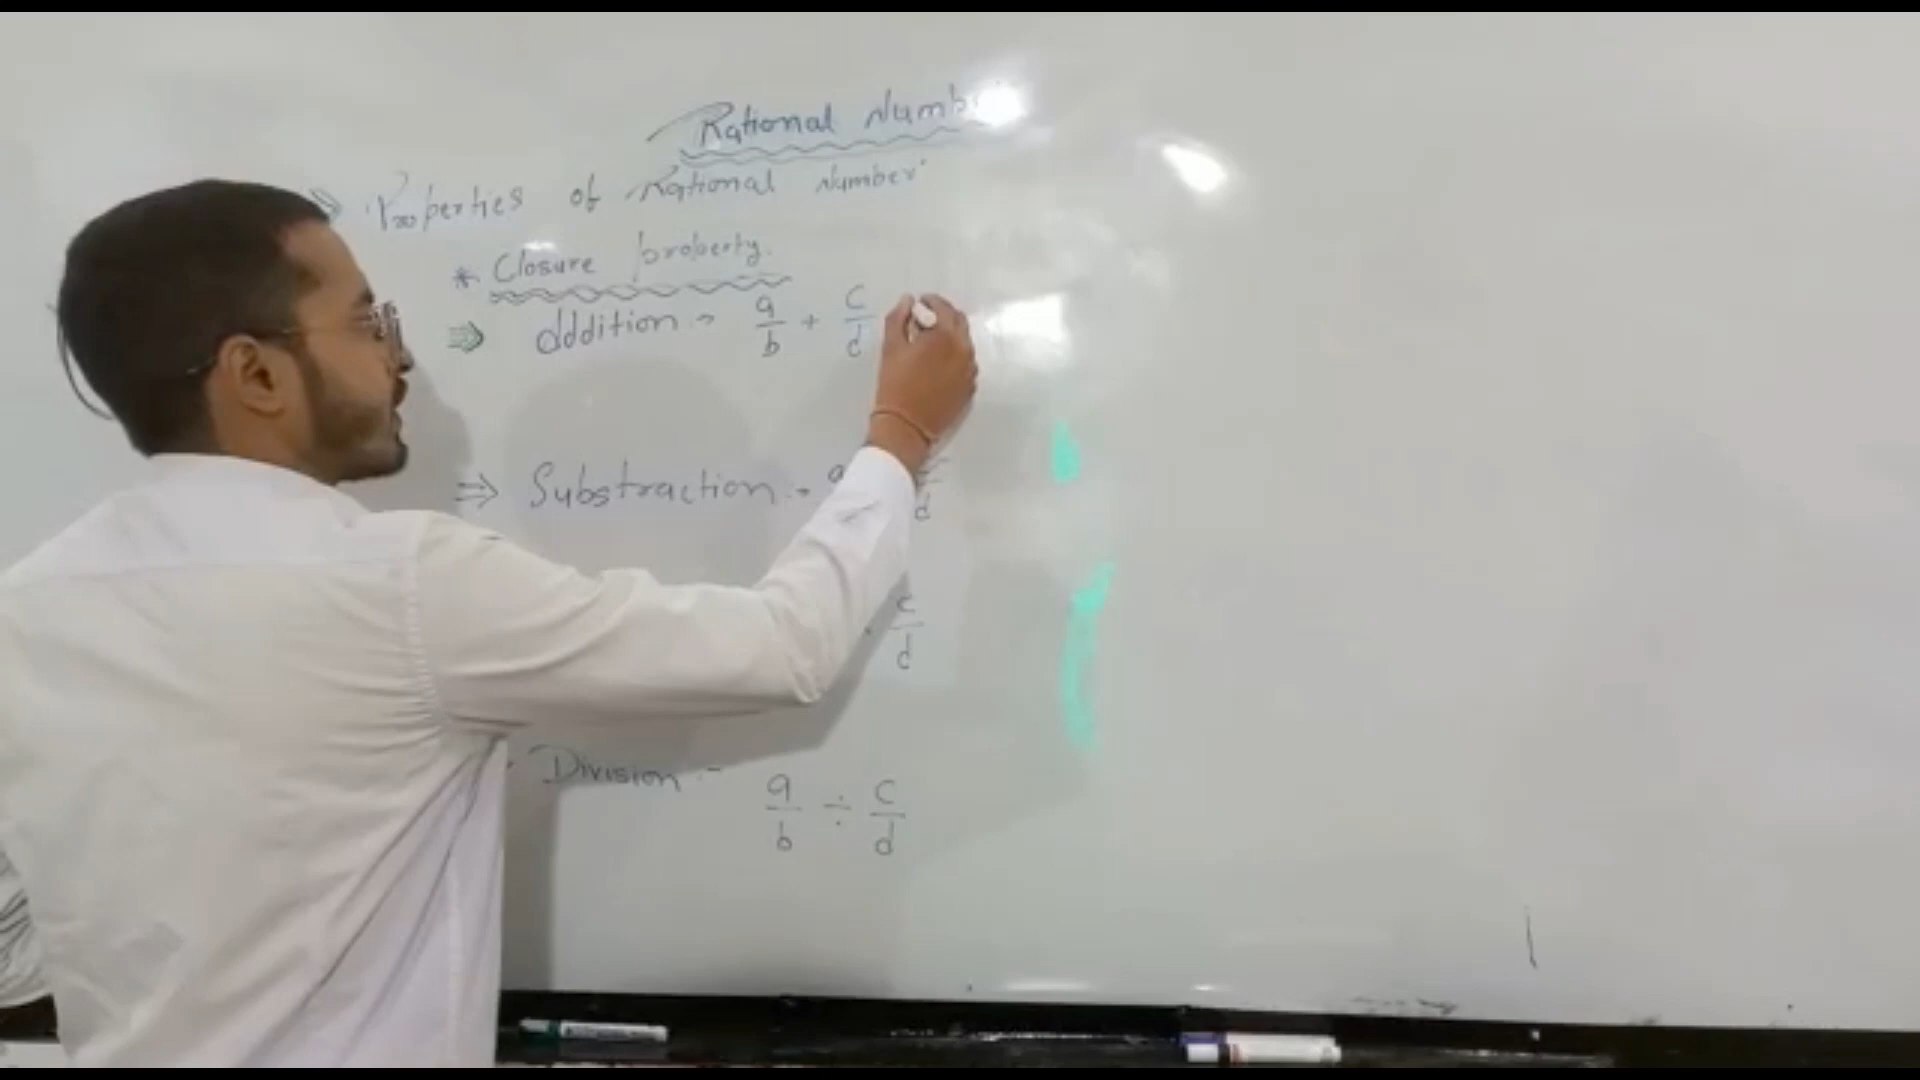 Rational Numb
Properties of Rational Number
* Closure property.
⇒ Addition :- a/b + c/d
⇒ Substraction :- a c/d
c/d
Division :- a/b ÷ c/d